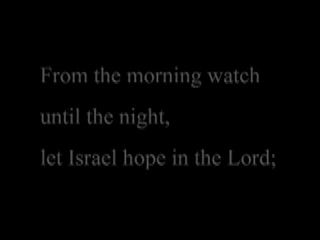 From the morning watch
until the night,
let Israel hope in the Lord;